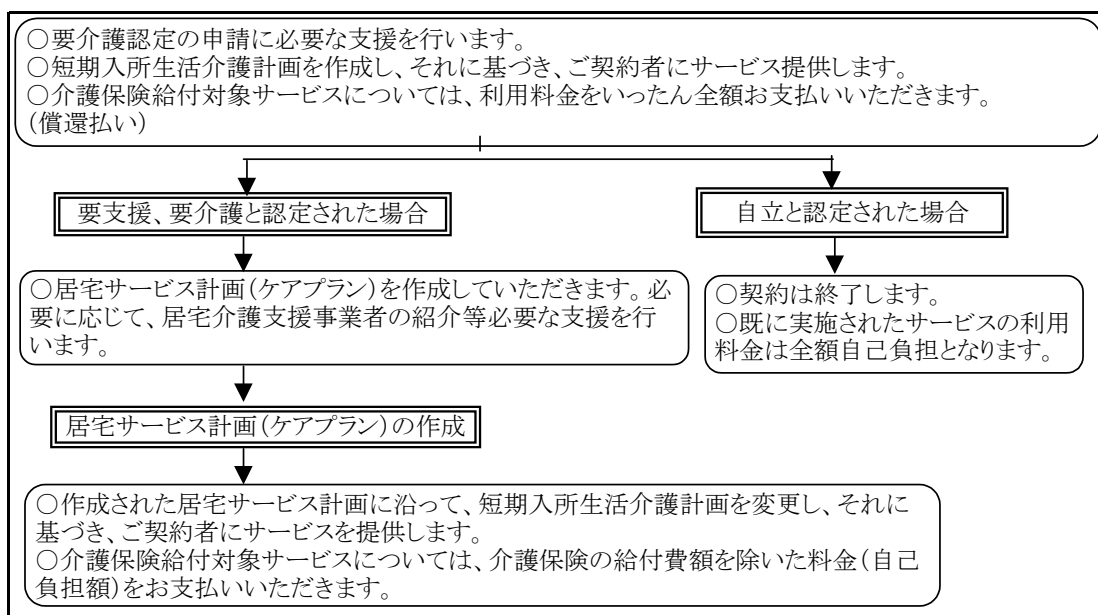 ○要介護認定の申請に必要な支援を行います。
○短期入所生活介護計画を作成し、それに基づき、ご契約者にサービス提供します。
○介護保険給付対象サービスについては、利用料金をいったん全額お支払いいただきます。
(償還払い)
要支援、要介護と認定された場合
自立と認定された場合
○居宅サービス計画(ケアプラン)を作成していただきます。必
要に応じて、居宅介護支援事業者の紹介等必要な支援を行
います。
○契約は終了します。
○既に実施されたサービスの利用
料金は全額自己負担となります。
居宅サービス計画(ケアプラン)の作成
○作成された居宅サービス計画に沿って、短期入所生活介護計画を変更し、それに
基づき、ご契約者にサービスを提供します。
○介護保険給付対象サービスについては、介護保険の給付費額を除いた料金(自己
負担額)をお支払いいただきます。